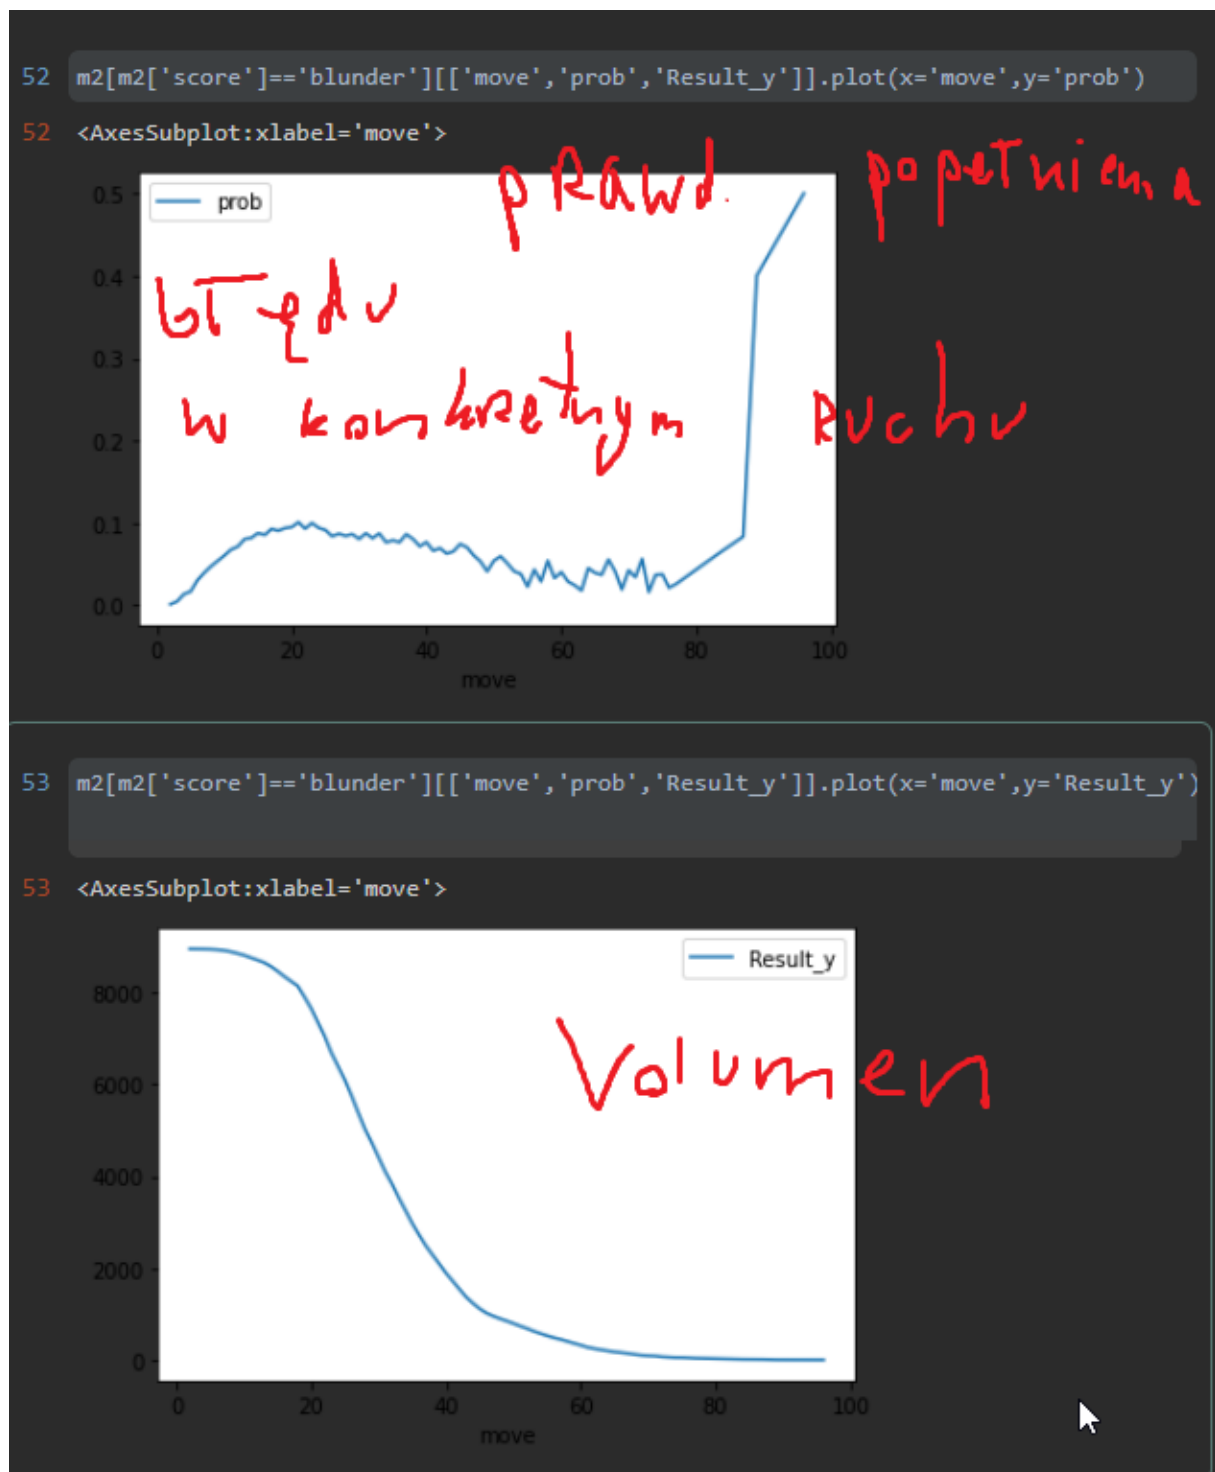 52 m2[m2['score']=='blunder'][['move','prob','Result_y']].plot(x='move',y='prob')
52 <AxesSubplot:xlabel='move'>
prawd. popełnienia
błędu
w konkretnym ruchu
prob
0.5
0.4
0.3
0.2
0.1
0.0
0 20 40 60 80 100
move
53 m2[m2['score']=='blunder'][['move','prob','Result_y']].plot(x='move',y='Result_y')
53 <AxesSubplot:xlabel='move'>
Result_y
Volumen
8000
6000
4000
2000
0
0 20 40 60 80 100
move